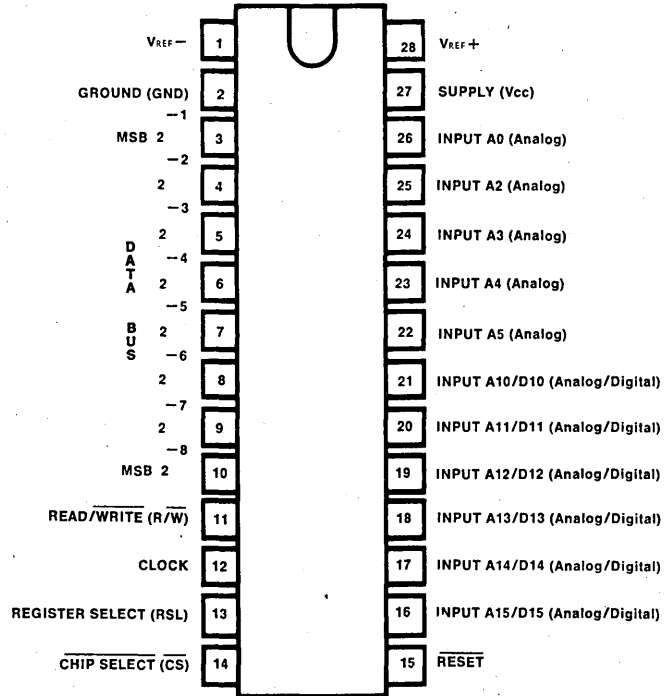 VREF− 1
28 VREF+
GROUND (GND) 2
27 SUPPLY (Vcc)
MSB 2−1 3
26 INPUT A0 (Analog)
2−2 4
25 INPUT A2 (Analog)
2−3 5
24 INPUT A3 (Analog)
DATA BUS
2−4 6
23 INPUT A4 (Analog)
2−5 7
22 INPUT A5 (Analog)
2−6 8
21 INPUT A10/D10 (Analog/Digital)
2−7 9
20 INPUT A11/D11 (Analog/Digital)
MSB 2−8 10
19 INPUT A12/D12 (Analog/Digital)
READ/WRITE (R/W) 11
18 INPUT A13/D13 (Analog/Digital)
CLOCK 12
17 INPUT A14/D14 (Analog/Digital)
REGISTER SELECT (RSL) 13
16 INPUT A15/D15 (Analog/Digital)
CHIP SELECT (CS) 14
15 RESET